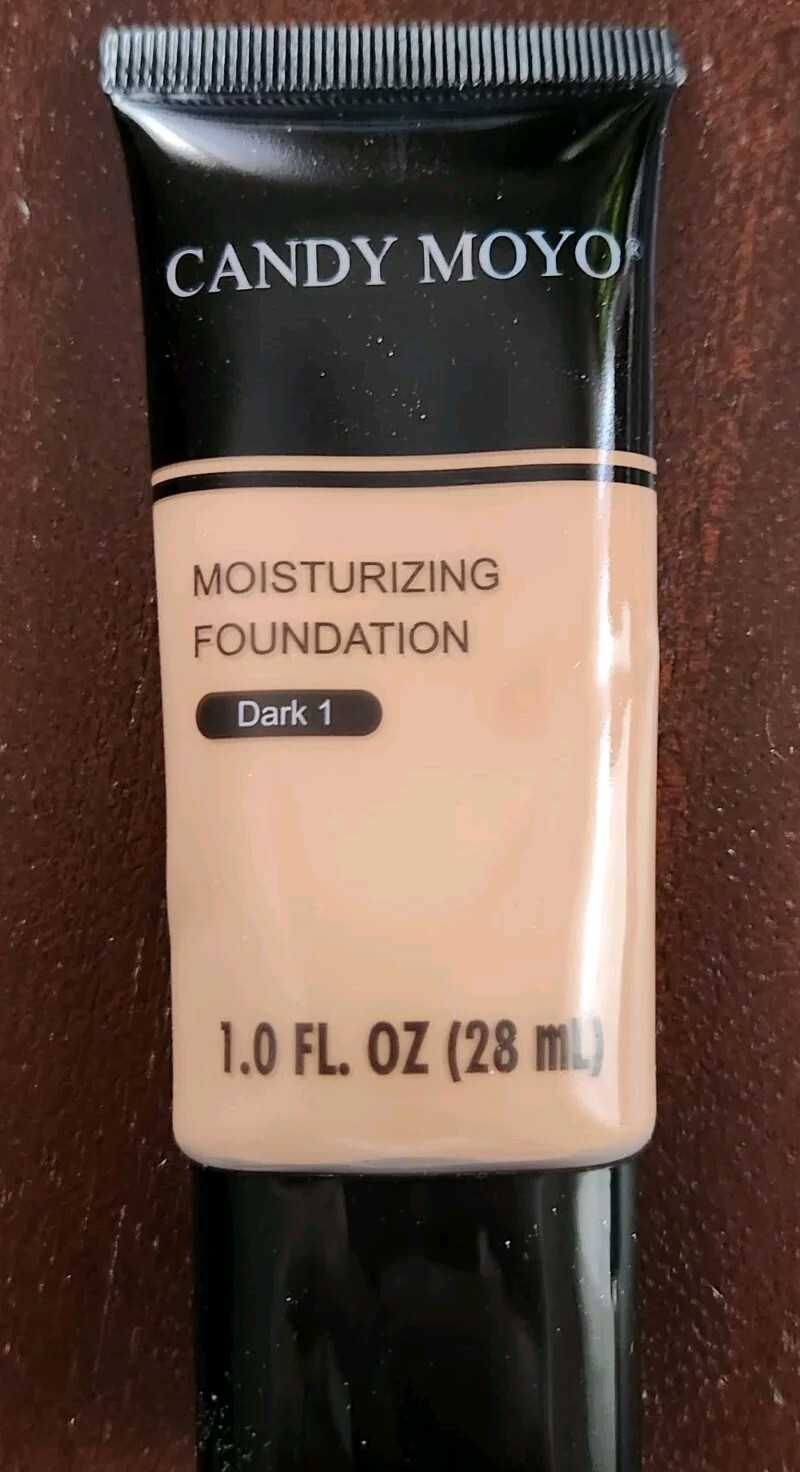 CANDY MOYO®
MOISTURIZING
FOUNDATION
Dark 1
1.0 FL. OZ (28 mL)